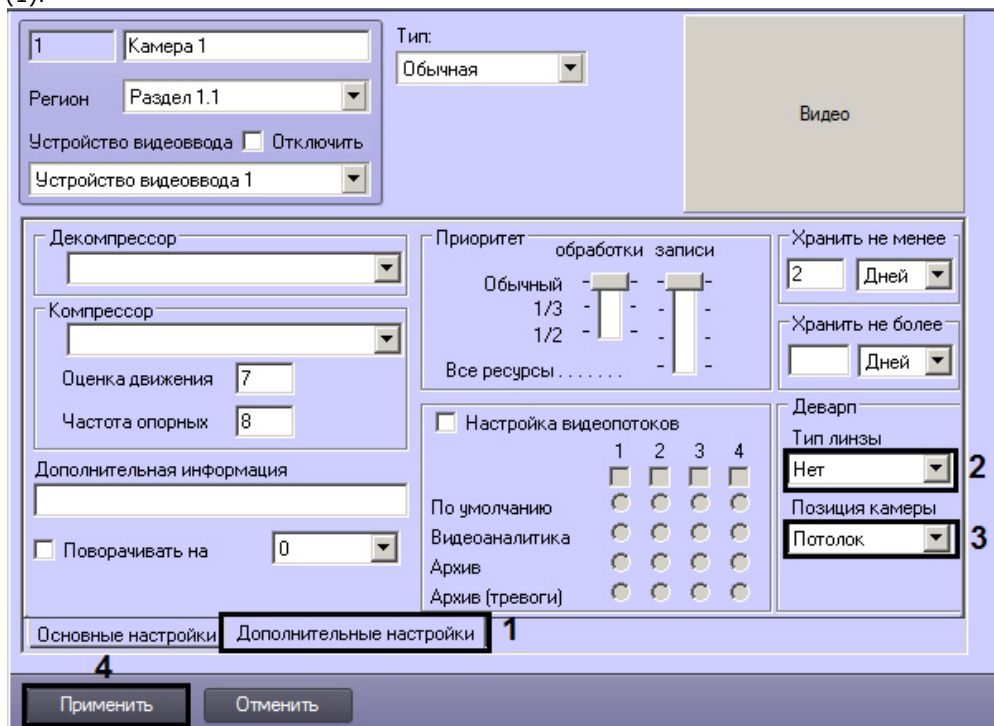 (1).
1
Камера 1
Регион
Раздел 1.1
Устройство видеоввода
Отключить
Устройство видеоввода 1
Тип:
Обычная
Видео
Декомпрессор
Компрессор
Оценка движения
7
Частота опорных
8
Дополнительная информация
Поворачивать на
0
Приоритет
обработки записи
Обычный
1/3
1/2
Все ресурсы . . . . . . .
Настройка видеопотоков
1 2 3 4
По умолчанию
Видеоаналитика
Архив
Архив (тревоги)
Хранить не менее
2
Дней
Хранить не более
Дней
Деварп
Тип линзы
Нет
2
Позиция камеры
Потолок
3
Основные настройки
Дополнительные настройки
1
4
Применить
Отменить